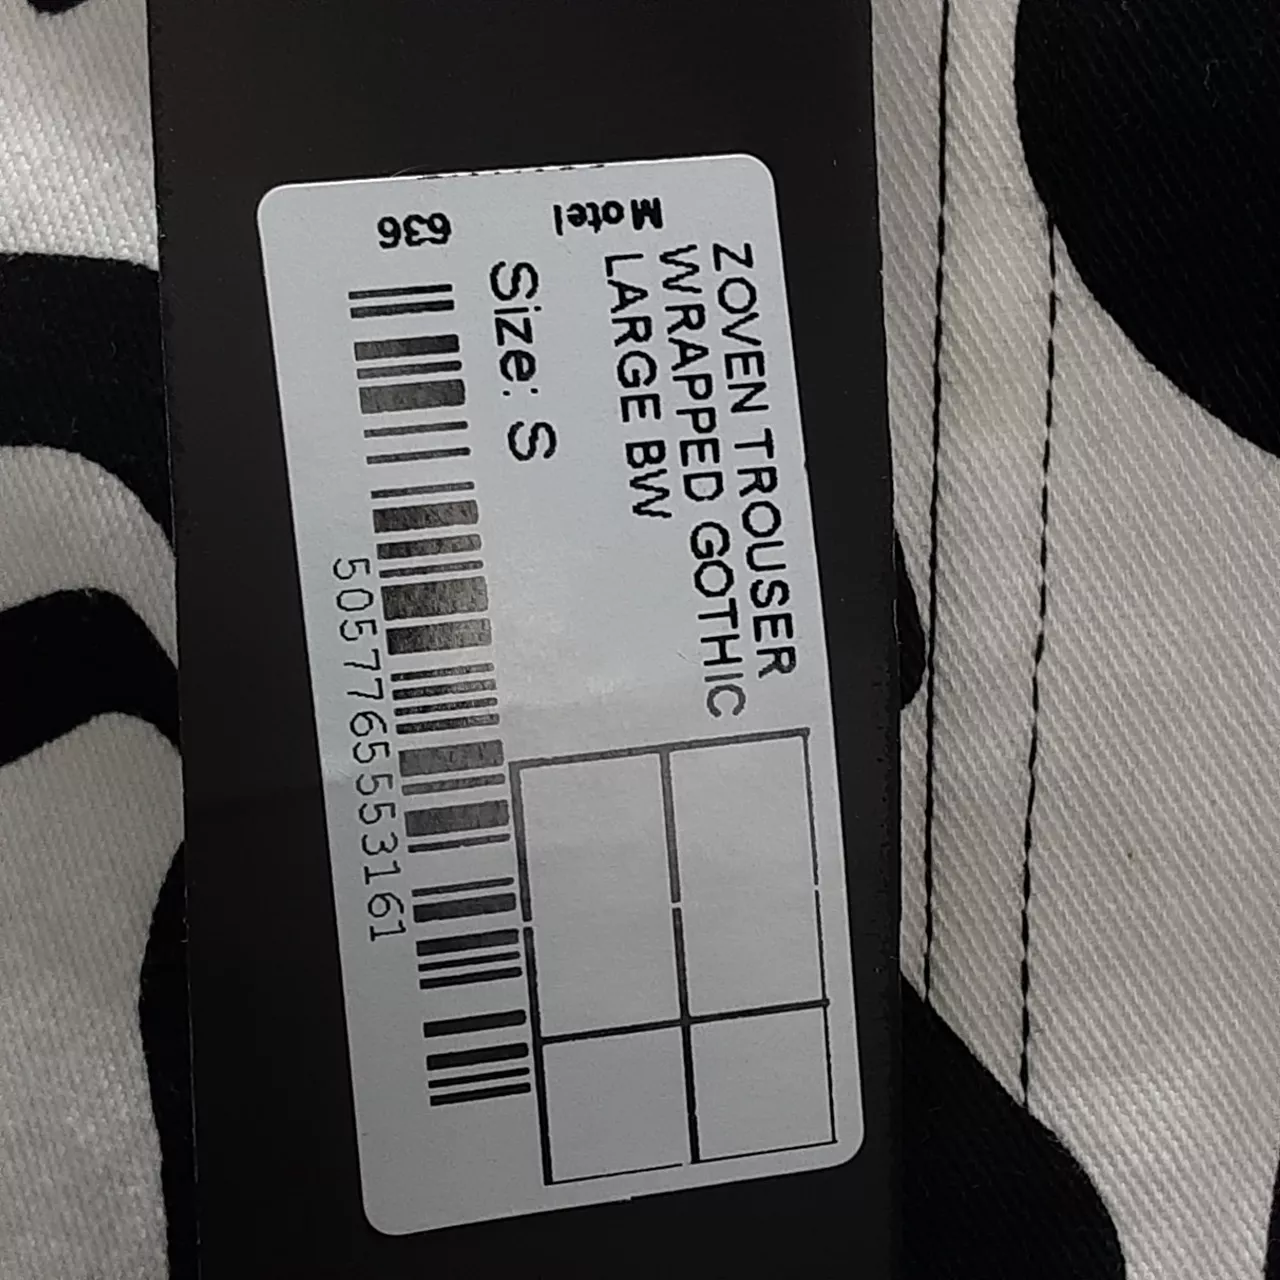 ZOVEN TROUSER
WRAPPED GOTHIC
LARGE BW
Motel
Size: S
636
5057765553161